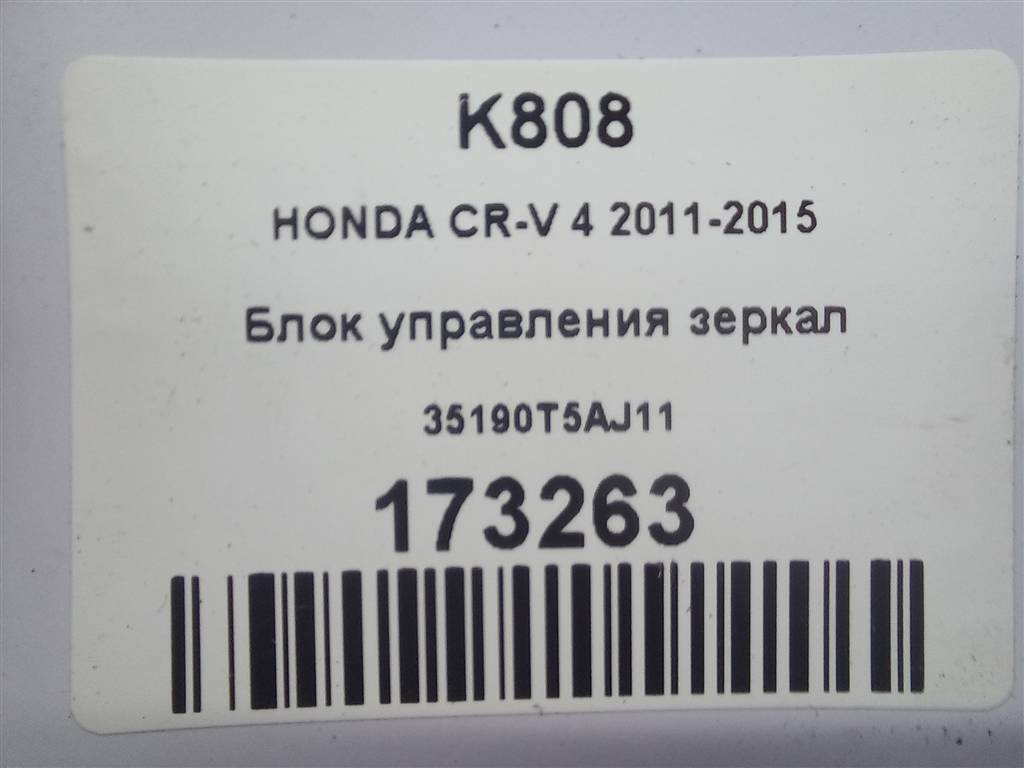 K808
HONDA CR-V 4 2011-2015
Блок управления зеркал
35190T5AJ11
173263